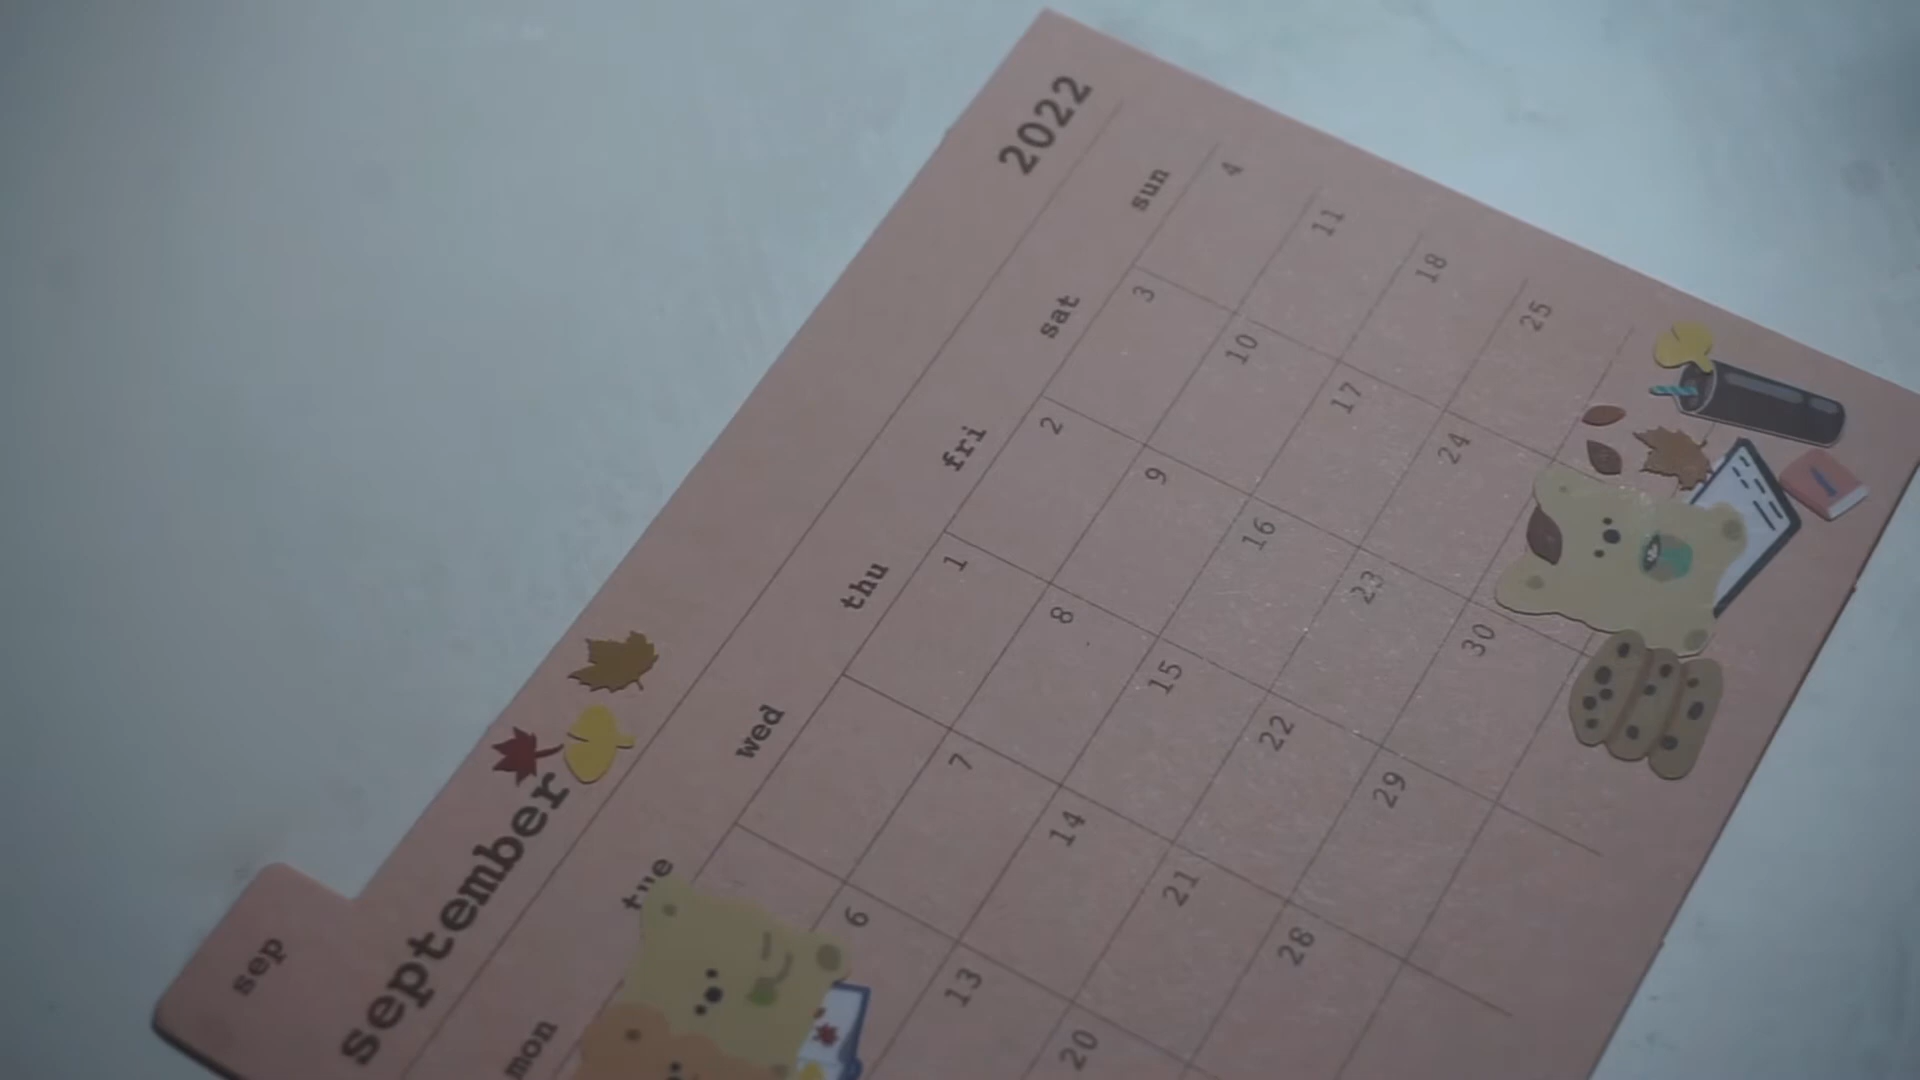 sep
september 2022
mon tue wed thu fri sat sun
1 2 3 4
6 7 8 9 10 11
13 14 15 16 17 18
20 21 22 23 24 25
28 29 30